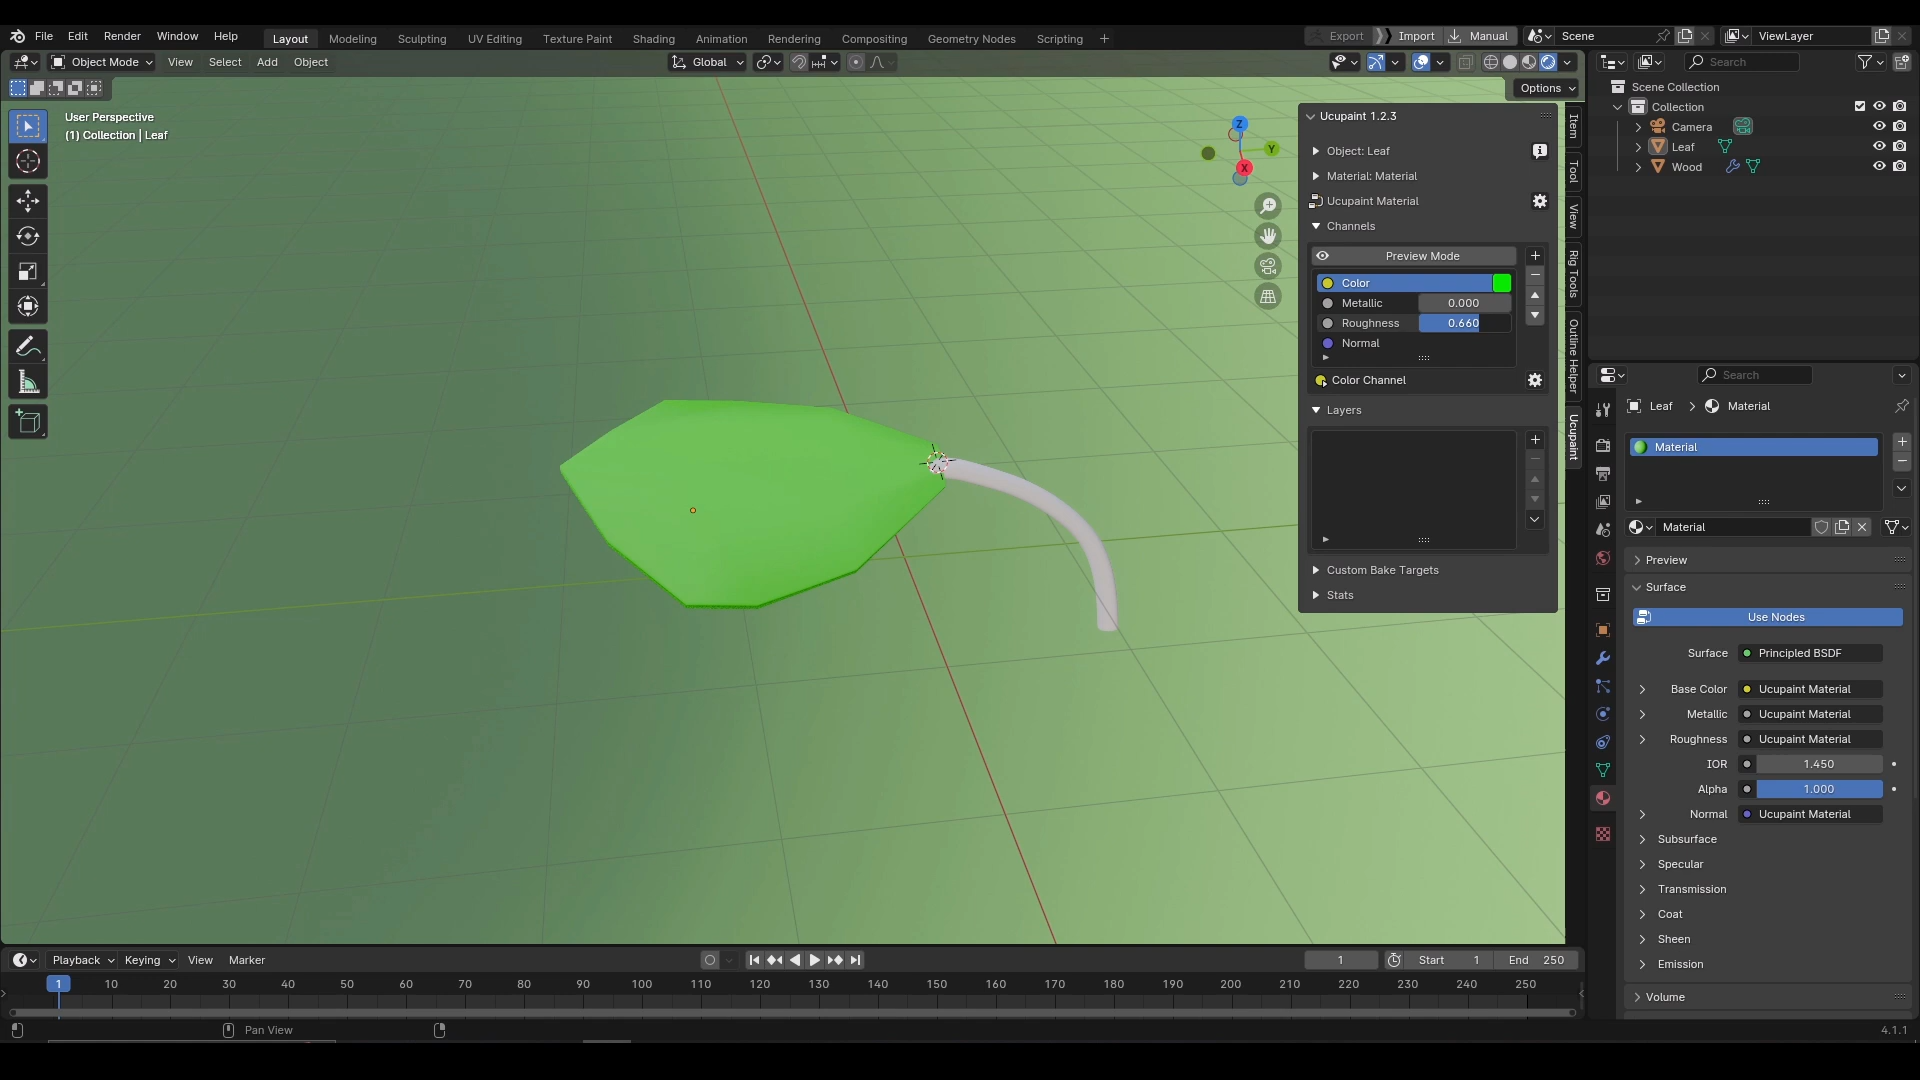 File Edit Render Window Help Layout Modeling Sculpting UV Editing Texture Paint Shading Animation Rendering Compositing Geometry Nodes Scripting + Export Import Manual Scene ViewLayer
Object Mode View Select Add Object Global Search
Options
User Perspective
(1) Collection | Leaf
Z
Y
X
Ucupaint 1.2.3
Object: Leaf
Material: Material
Ucupaint Material
Channels
Preview Mode
Color
Metallic 0.000
Roughness 0.660
Normal
Color Channel
Layers
Custom Bake Targets
Stats
Item
Tool
View
Rig Tools
Outline Helper
Ucupaint
Scene Collection
Collection
Camera
Leaf
Wood
Search
Leaf > Material
Material
Material
Preview
Surface
Use Nodes
Surface Principled BSDF
Base Color Ucupaint Material
Metallic Ucupaint Material
Roughness Ucupaint Material
IOR 1.450
Alpha 1.000
Normal Ucupaint Material
Subsurface
Specular
Transmission
Coat
Sheen
Emission
Volume
Playback Keying View Marker 1 Start 1 End 250
1 10 20 30 40 50 60 70 80 90 100 110 120 130 140 150 160 170 180 190 200 210 220 230 240 250
Pan View 4.1.1